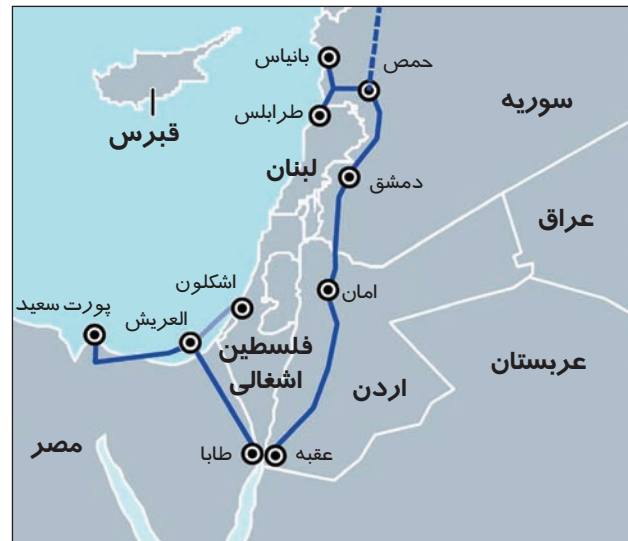 بانیاس
حمص
سوریه
طرابلس
قبرس
لبنان
دمشق
عراق
اشکلون
امان
پورت سعید
العریش
فلسطین
اشغالی
عربستان
اردن
مصر
طابا
عقبه